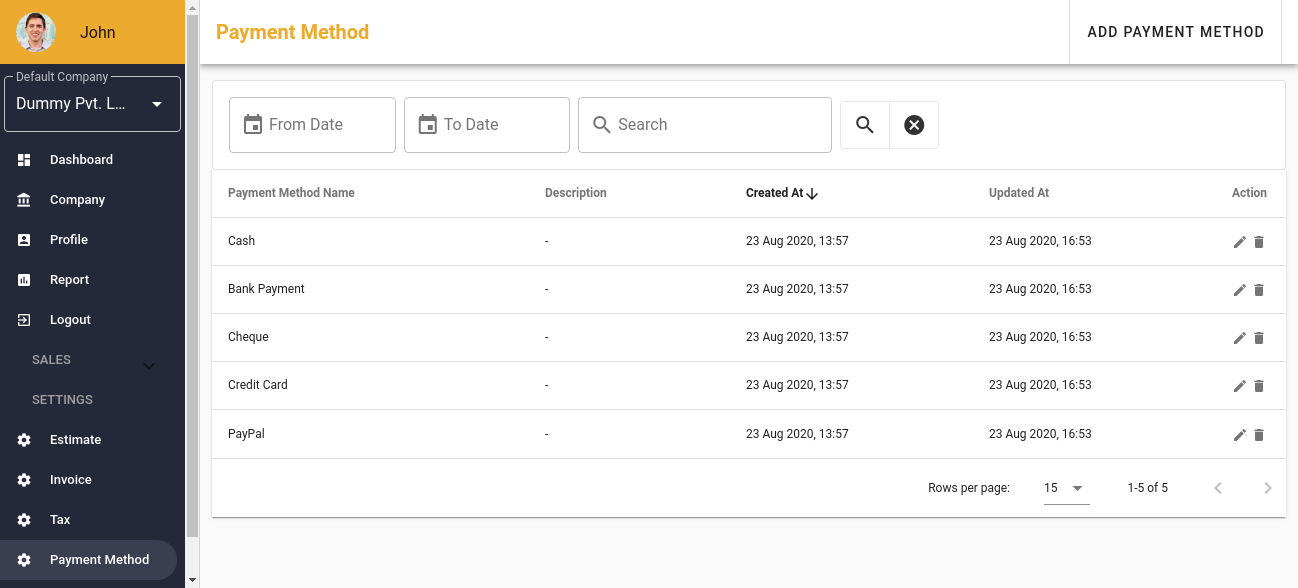 John
Payment Method
ADD PAYMENT METHOD
Default Company
Dummy Pvt. L...
Dashboard
Company
Profile
Report
Logout
SALES
SETTINGS
Estimate
Invoice
Tax
Payment Method
From Date To Date Search
Payment Method Name Description Created At Updated At Action
Cash - 23 Aug 2020, 13:57 23 Aug 2020, 16:53
Bank Payment - 23 Aug 2020, 13:57 23 Aug 2020, 16:53
Cheque - 23 Aug 2020, 13:57 23 Aug 2020, 16:53
Credit Card - 23 Aug 2020, 13:57 23 Aug 2020, 16:53
PayPal - 23 Aug 2020, 13:57 23 Aug 2020, 16:53
Rows per page: 15 1-5 of 5